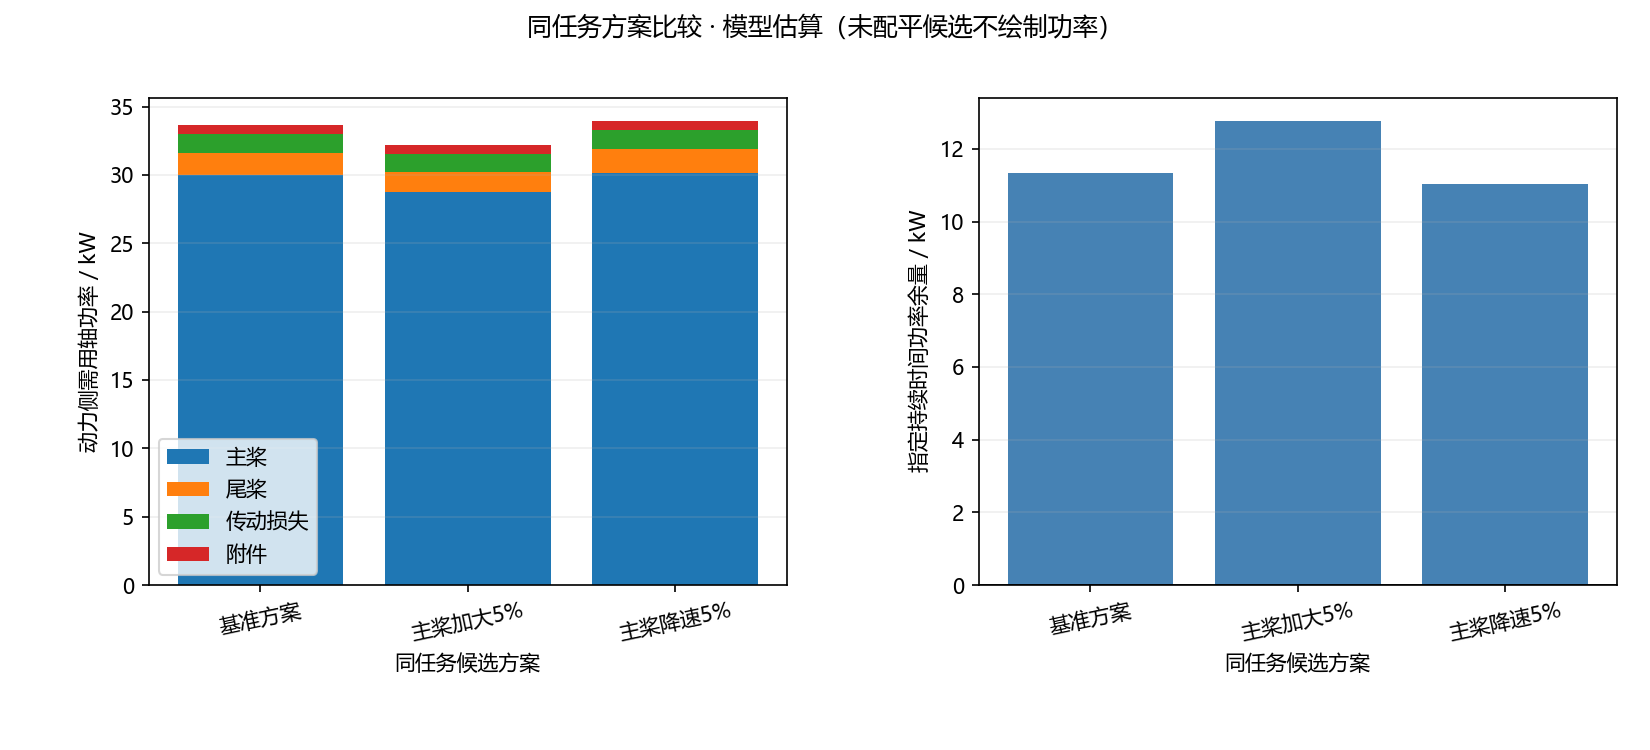 同任务方案比较 · 模型估算（未配平候选不绘制功率）
动力侧需用轴功率 / kW
35
30
25
20
15
10
5
0
主桨
尾桨
传动损失
附件
基准方案
主桨加大5%
主桨降速5%
同任务候选方案
指定持续时间功率余量 / kW
12
10
8
6
4
2
0
基准方案
主桨加大5%
主桨降速5%
同任务候选方案